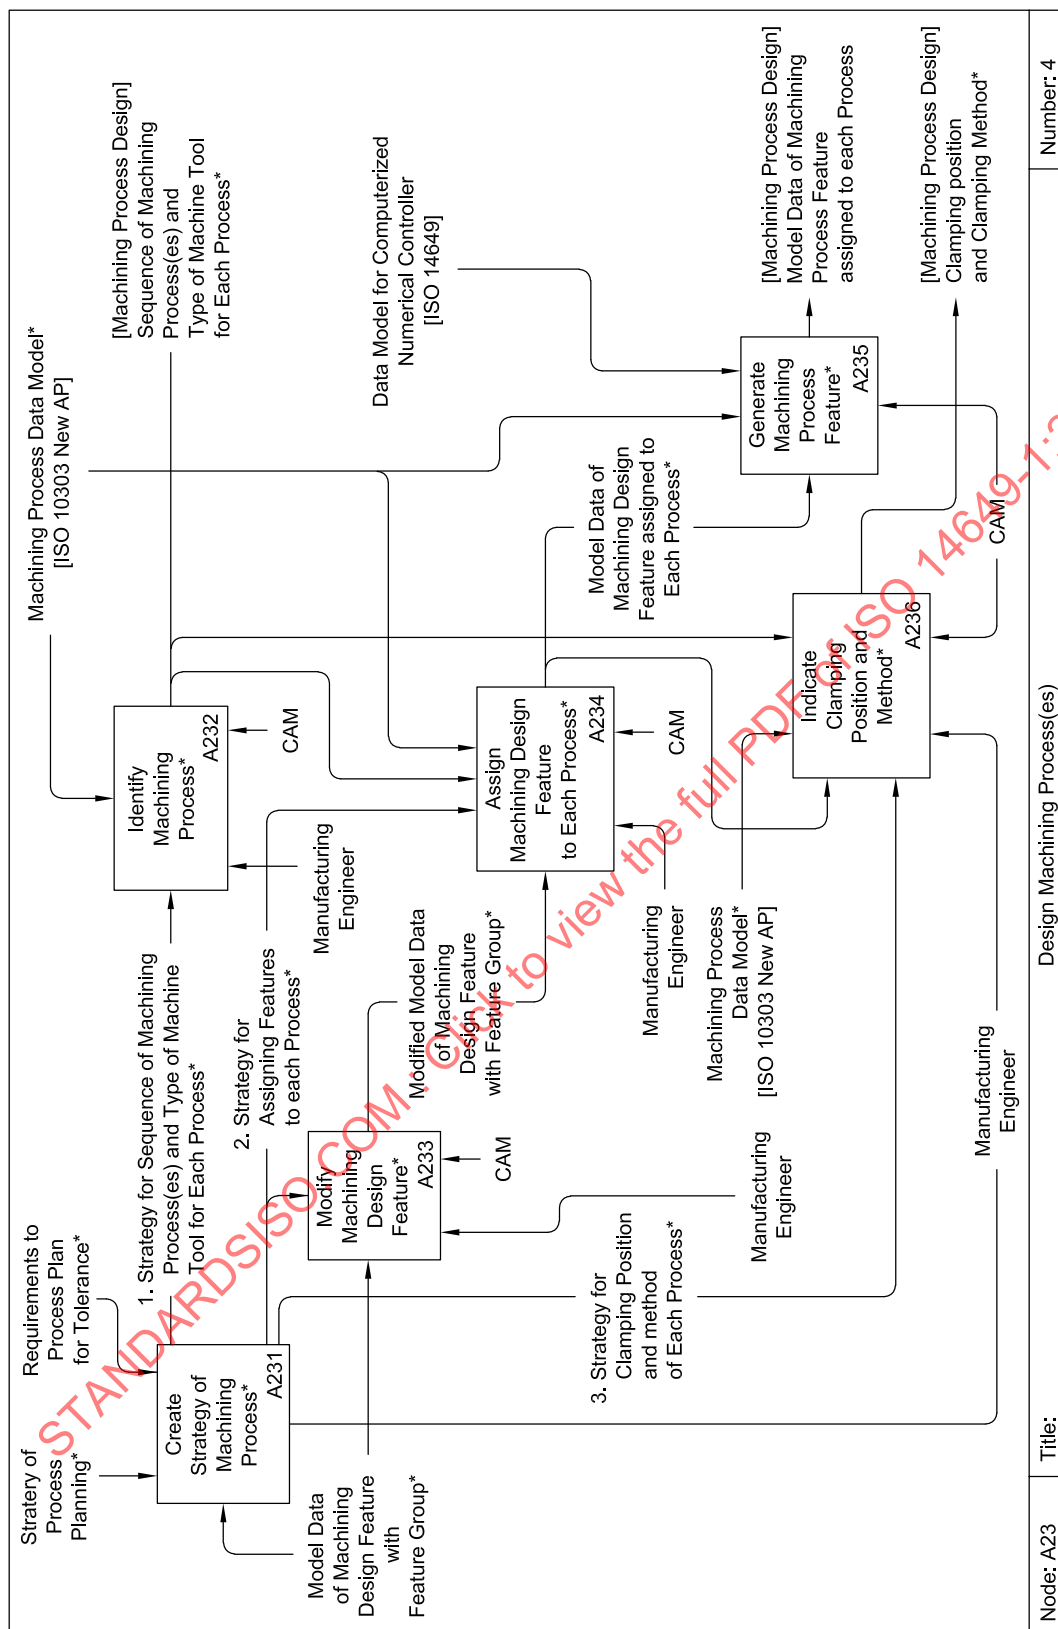 Stratery of
Process
Planning*
Requirements to
Process Plan
for Tolerance*
Create
Strategy of
Machining
Process*
A231
Model Data
of Machining
Design Feature
with
Feature Group*
1. Strategy for Sequence of Machining
Process(es) and Type of Machine
Tool for Each Process*
2. Strategy for
Assigning Features
to each Process*
3. Strategy for
Clamping Position
and method
of Each Process*
Modify
Machining
Design
Feature*
A233
CAM
Manufacturing
Engineer
Modified Model Data
of Machining
Design Feature
with Feature Group*
Machining Process Data Model*
[ISO 10303 New AP]
Identify
Machining
Process*
A232
CAM
Manufacturing
Engineer
[Machining Process Design]
Sequence of Machining
Process(es) and
Type of Machine Tool
for Each Process*
Assign
Machining Design
Feature
to Each Process*
A234
CAM
Manufacturing
Engineer
Model Data of
Machining Design
Feature assigned to
Each Process*
Data Model for Computerized
Numerical Controller
[ISO 14649]
Generate
Machining
Process
Feature*
A235
[Machining Process Design]
Model Data of Machining
Process Feature
assigned to each Process
Machining Process
Data Model*
[ISO 10303 New AP]
Indicate
Clamping
Position and
Method*
A236
CAM
Manufacturing
Engineer
[Machining Process Design]
Clamping position
and Clamping Method*
Node: A23
Title:
Design Machining Process(es)
Number: 4
STANDARDSISO.COM : Click to view the full PDF of ISO 14649-1:2